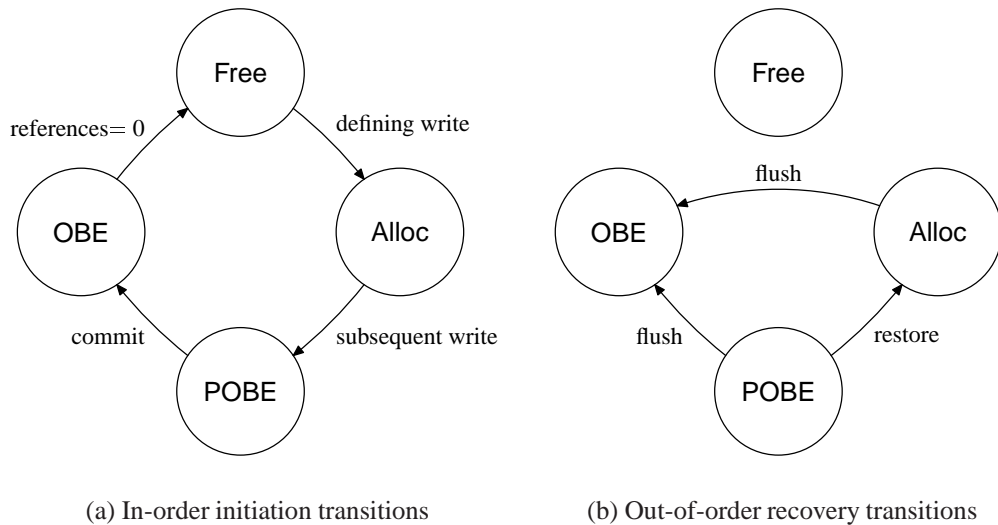 Free
references= 0
defining write
OBE
Alloc
commit
subsequent write
POBE
(a) In-order initiation transitions
Free
flush
OBE
Alloc
flush
restore
POBE
(b) Out-of-order recovery transitions